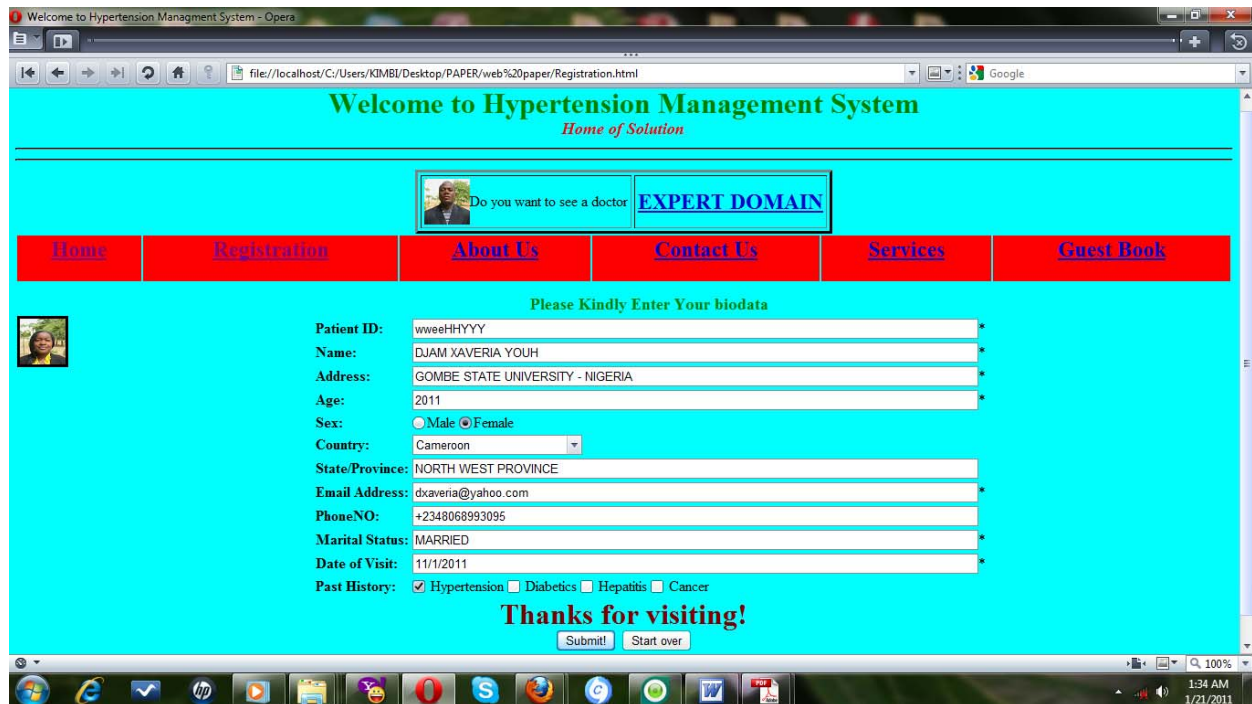 Welcome to Hypertension Managment System - Opera
file://localhost/C:/Users/KIMBI/Desktop/PAPER/web%20paper/Registration.html
Google
Welcome to Hypertension Management System
Home of Solution
Do you want to see a doctor EXPERT DOMAIN
Home Registration About Us Contact Us Services Guest Book
Please Kindly Enter Your biodata
Patient ID: wweeHHYYY *
Name: DJAM XAVERIA YOUH *
Address: GOMBE STATE UNIVERSITY - NIGERIA *
Age: 2011 *
Sex: Male Female
Country: Cameroon
State/Province: NORTH WEST PROVINCE
Email Address: dxaveria@yahoo.com *
PhoneNO: +2348068993095
Marital Status: MARRIED *
Date of Visit: 11/1/2011 *
Past History: Hypertension Diabetics Hepatitis Cancer
Thanks for visiting!
Submit! Start over
100%
hp
W
PDF
1:34 AM
1/21/2011